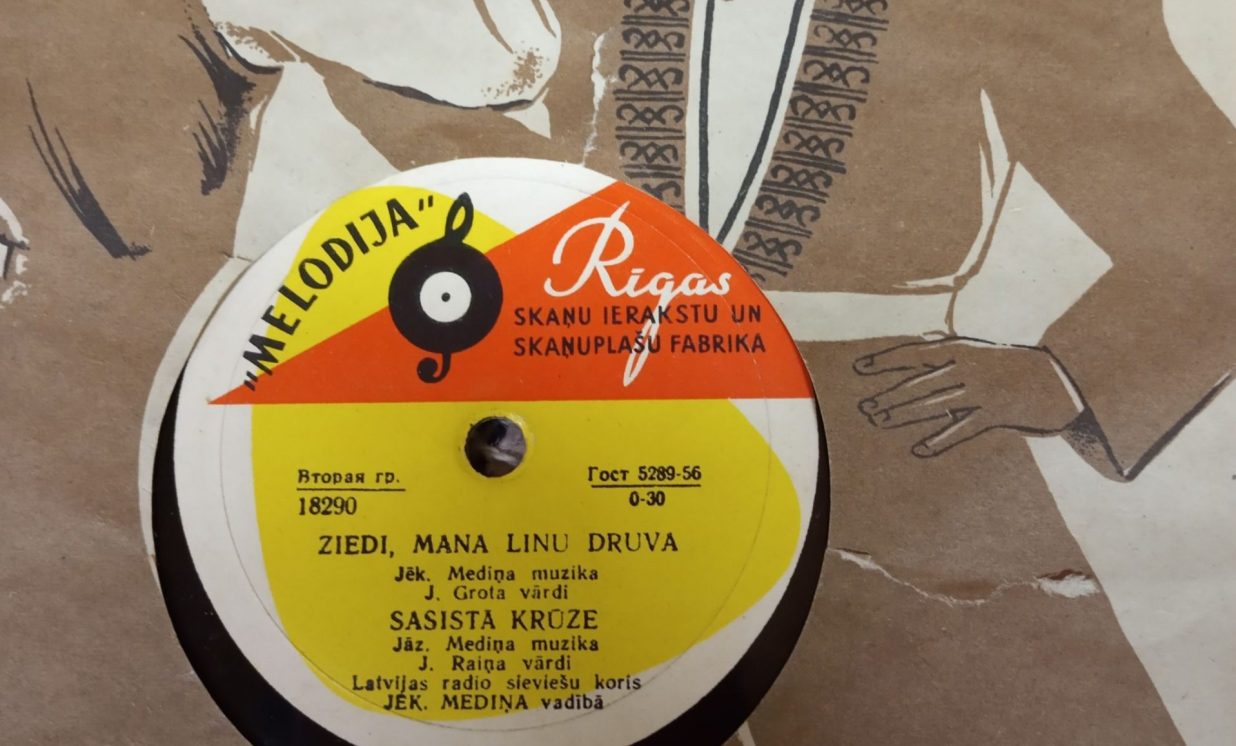 „MELODIJA"
Rīgas
SKAŅU IERAKSTU UN
SKAŅUPLAŠU FABRIKA
Вторая гр.
18290
Гост 5289-56
0-30
ZIEDI, MANA LINU DRUVA
Jēk. Mediņa muzika
J. Grota vārdi
SASISTĀ KRŪZE
Jāz. Mediņa muzika
J. Raiņa vārdi
Latvijas radio sieviešu koris
JĒK. MEDIŅA vadībā